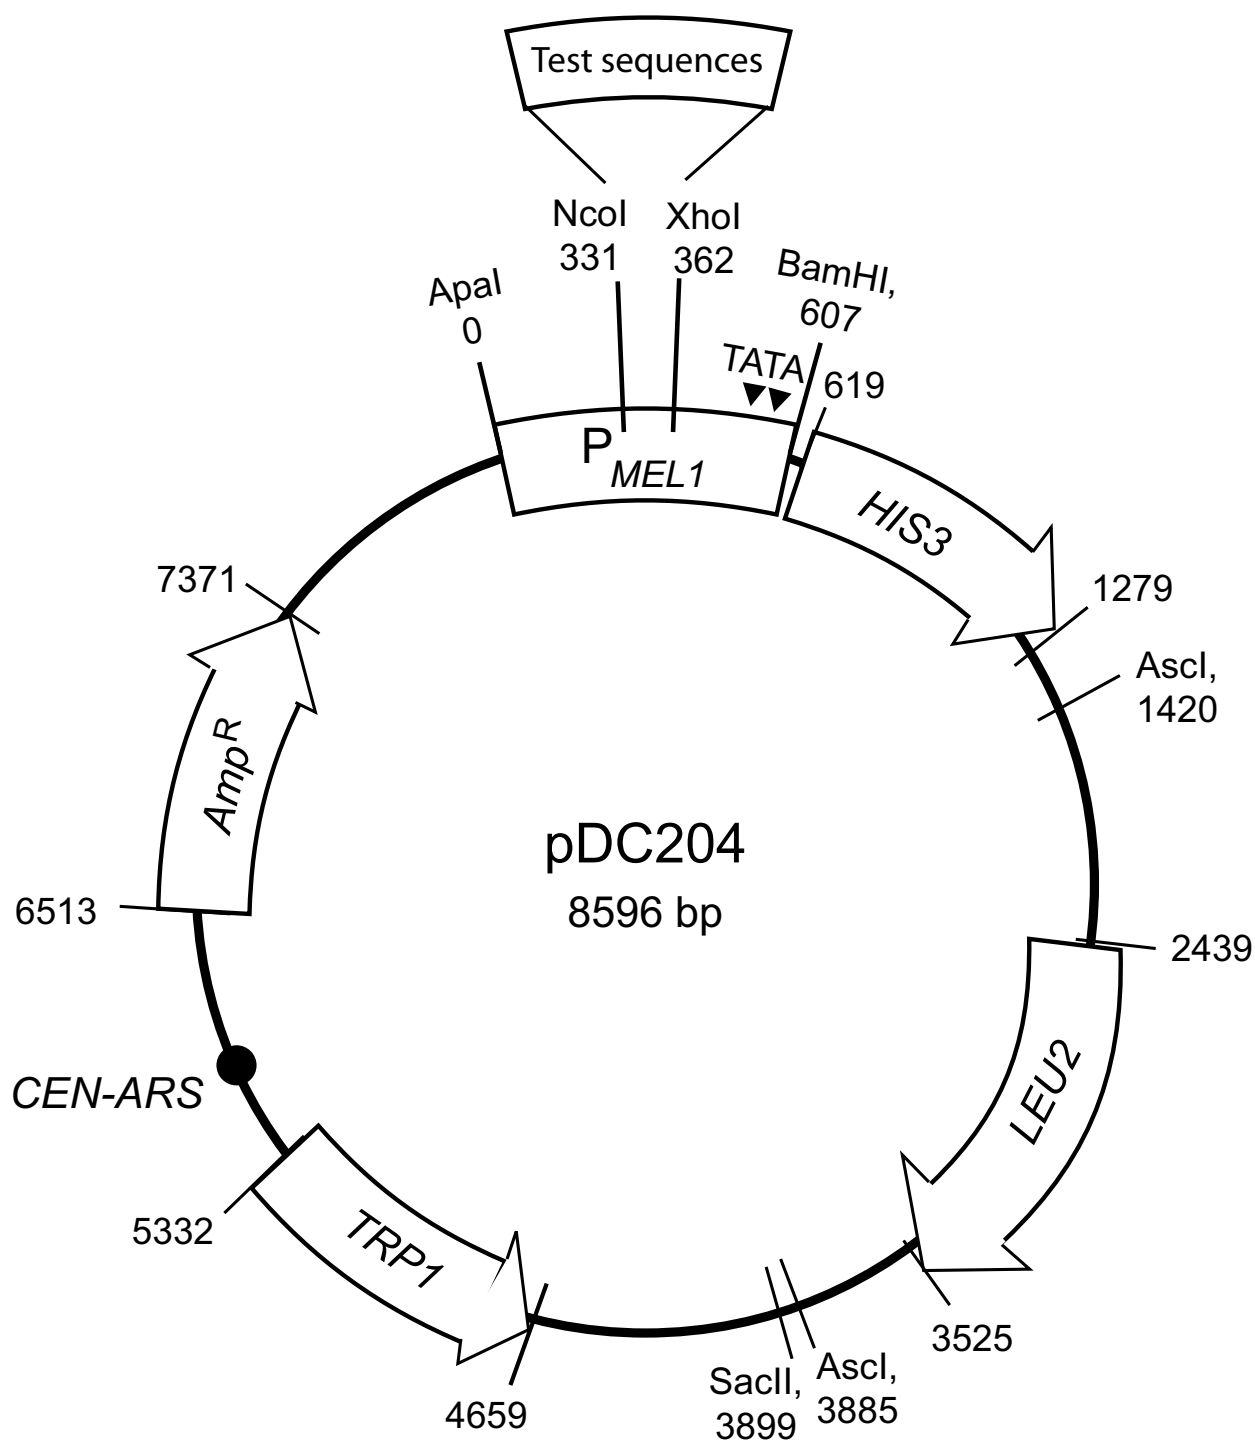 Test sequences
NcoI
331
XhoI
362
ApaI
0
BamHI,
607
TATA
619
P MEL1
HIS3
1279
AscI,
1420
7371
AmpR
pDC204
8596 bp
6513
2439
LEU2
CEN-ARS
5332
TRP1
4659
3525
AscI,
3885
SacII,
3899